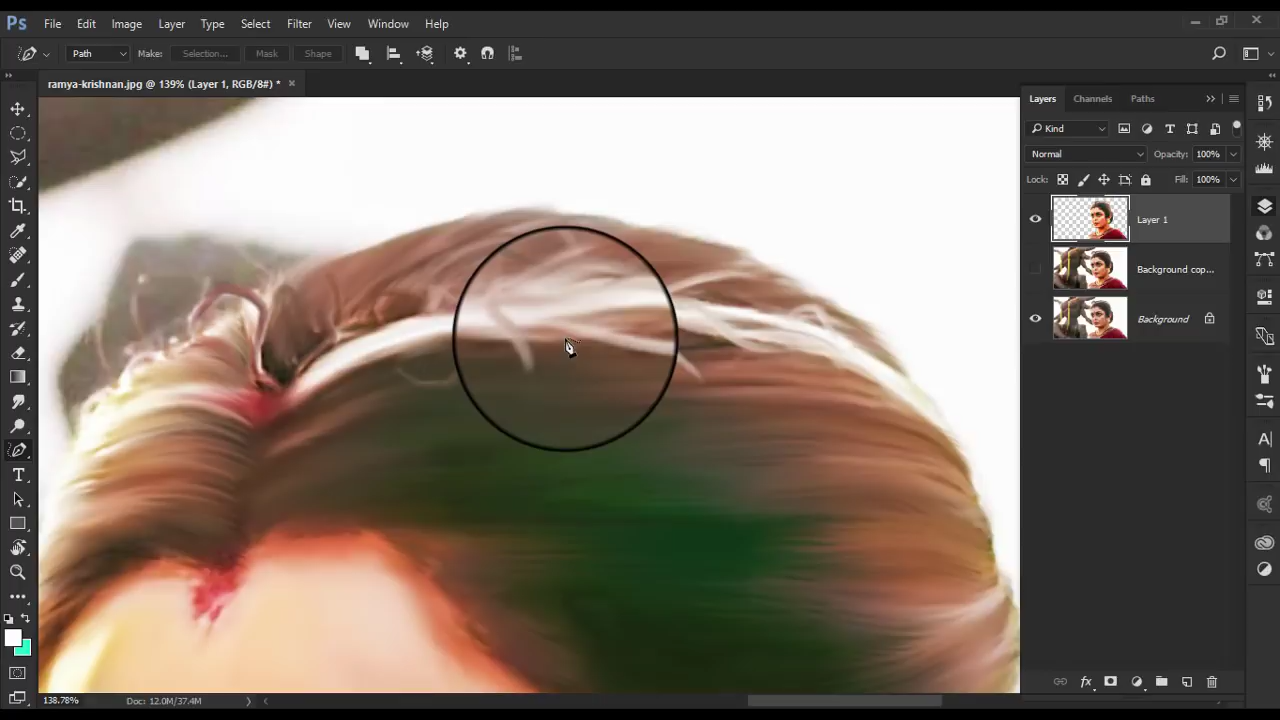 Ps File Edit Image Layer Type Select Filter View Window Help
Path Make: Selection... Mask Shape
ramya-krishnan.jpg @ 139% (Layer 1, RGB/8#) *
Layers Channels Paths
Kind
Normal Opacity: 100%
Lock: Fill: 100%
Layer 1
Background cop...
Background
138.78% Doc: 12.0M/37.4M